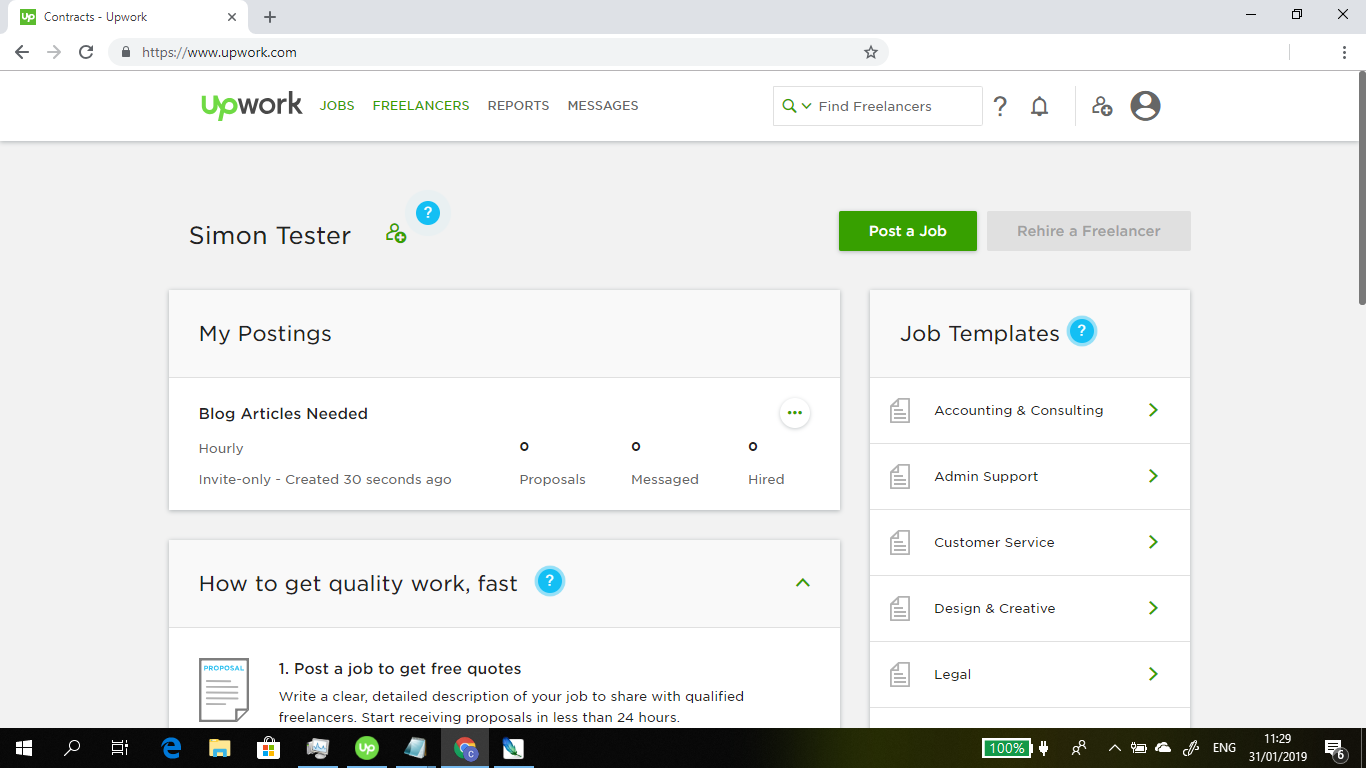 Contracts - Upwork
https://www.upwork.com
upwork JOBS FREELANCERS REPORTS MESSAGES Find Freelancers ?
Simon Tester ? Post a Job Rehire a Freelancer
My Postings
Blog Articles Needed
Hourly 0 0 0
Invite-only - Created 30 seconds ago Proposals Messaged Hired
How to get quality work, fast ?
PROPOSAL
1. Post a job to get free quotes
Write a clear, detailed description of your job to share with qualified
freelancers. Start receiving proposals in less than 24 hours.
Job Templates ?
Accounting & Consulting
Admin Support
Customer Service
Design & Creative
Legal
100% ENG 11:29
31/01/2019 6